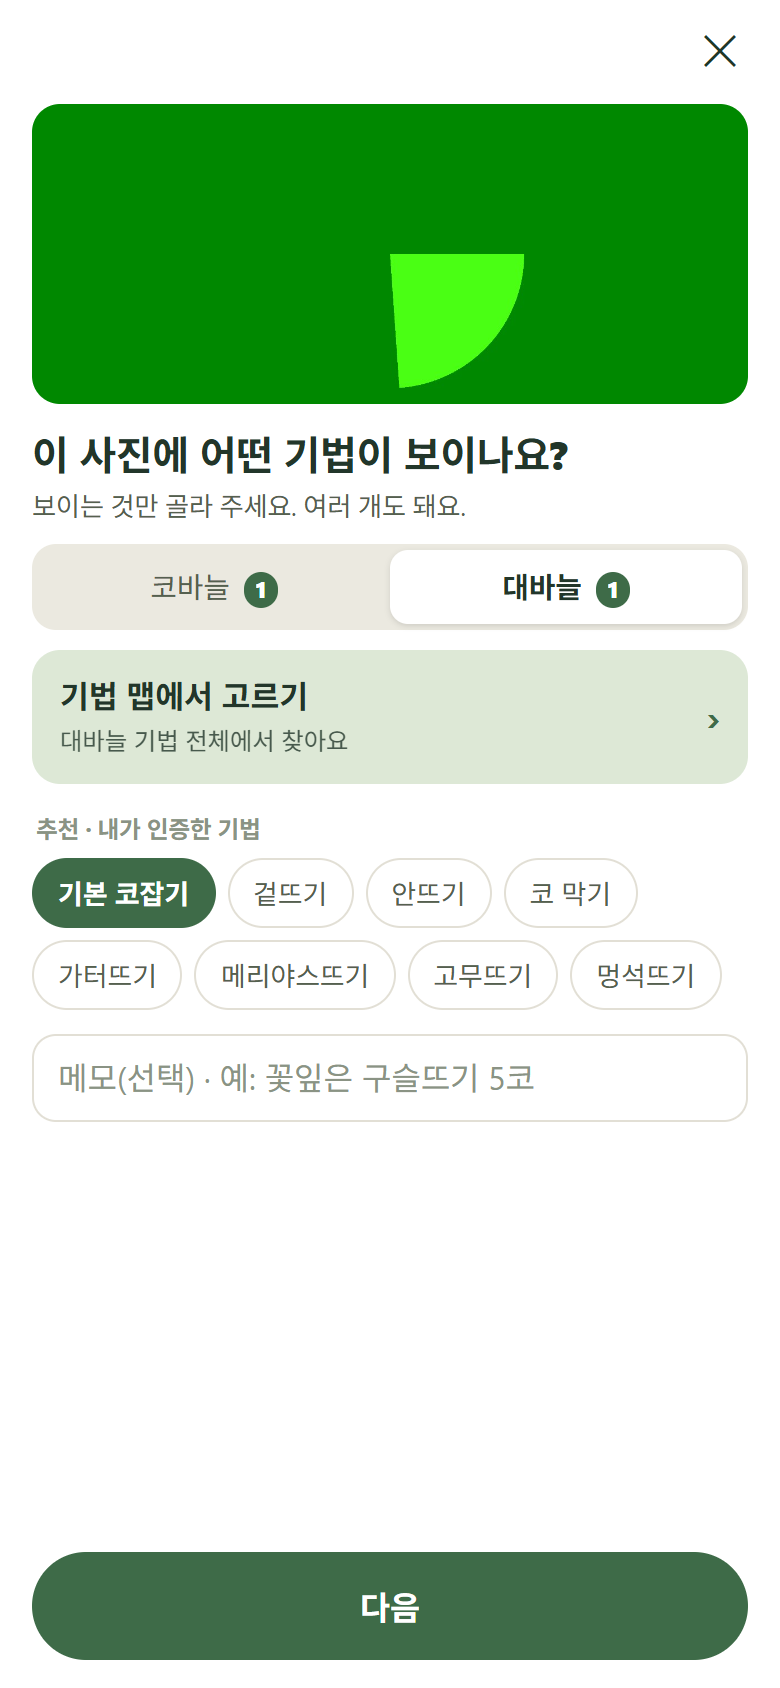 이 사진에 어떤 기법이 보이나요?
보이는 것만 골라 주세요. 여러 개도 돼요.
코바늘 1 대바늘 1
기법 맵에서 고르기
대바늘 기법 전체에서 찾아요
추천 · 내가 인증한 기법
기본 코잡기 겉뜨기 안뜨기 코 막기
가터뜨기 메리야스뜨기 고무뜨기 멍석뜨기
메모(선택) · 예: 꽃잎은 구슬뜨기 5코
다음